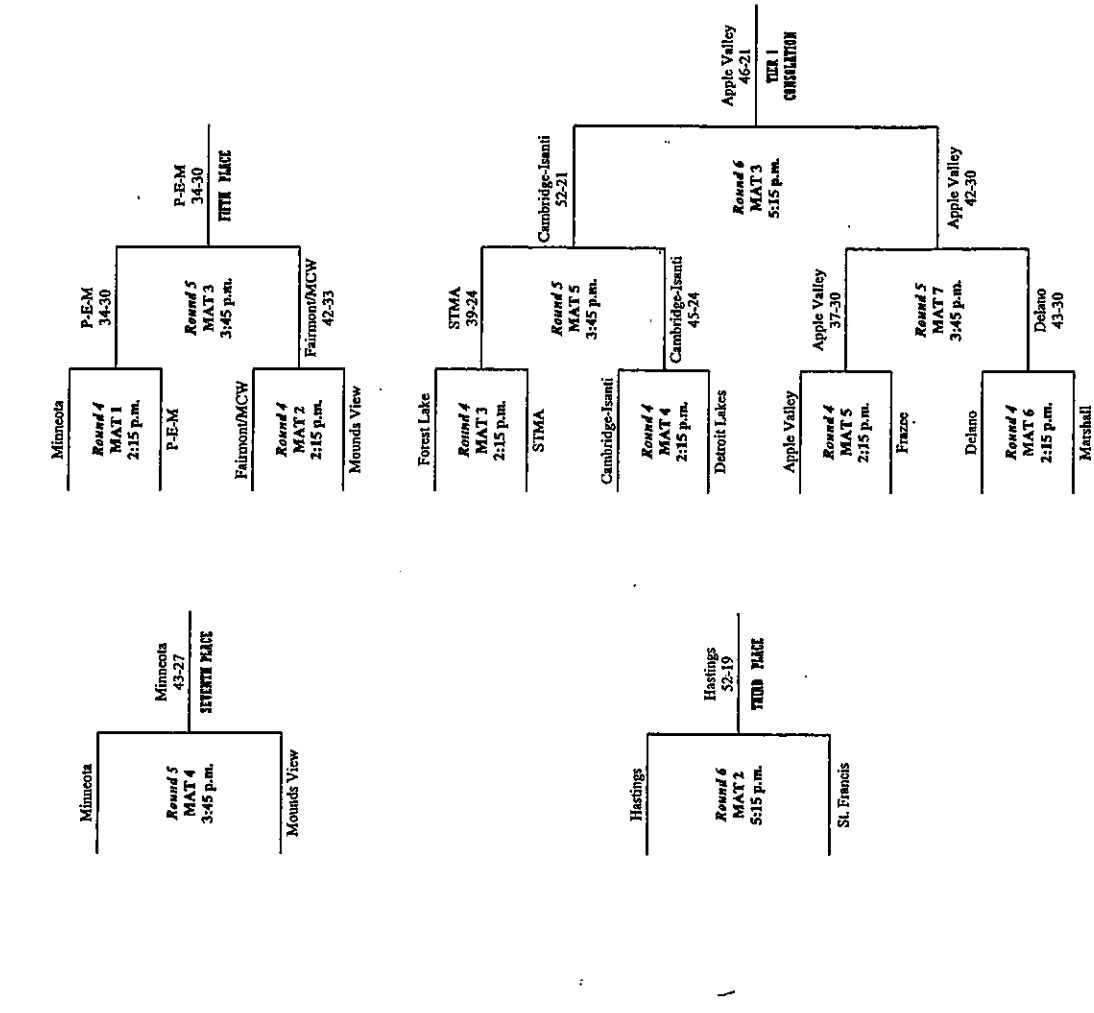 Minneota
Round 4
MAT 1
2:15 p.m.
P-E-M
P-E-M
34-30
Fairmont/MCW
Round 4
MAT 2
2:15 p.m.
Mounds View
Fairmont/MCW
42-33
Round 5
MAT 3
3:45 p.m.
P-E-M
34-30
FIFTH PLACE
Forest Lake
Round 4
MAT 3
2:15 p.m.
STMA
STMA
39-24
Cambridge-Isanti
Round 4
MAT 4
2:15 p.m.
Detroit Lakes
Cambridge-Isanti
45-24
Round 5
MAT 5
3:45 p.m.
Cambridge-Isanti
52-21
Apple Valley
Round 4
MAT 5
2:15 p.m.
Frazee
Apple Valley
37-30
Delano
Round 4
MAT 6
2:15 p.m.
Marshall
Delano
43-30
Round 5
MAT 7
3:45 p.m.
Apple Valley
42-30
Round 6
MAT 3
5:15 p.m.
Apple Valley
46-21
TIER 1
CONSOLATION
Minneota
Round 5
MAT 4
3:45 p.m.
Mounds View
Minneota
43-27
SEVENTH PLACE
Hastings
Round 6
MAT 2
5:15 p.m.
St. Francis
Hastings
52-19
THIRD PLACE